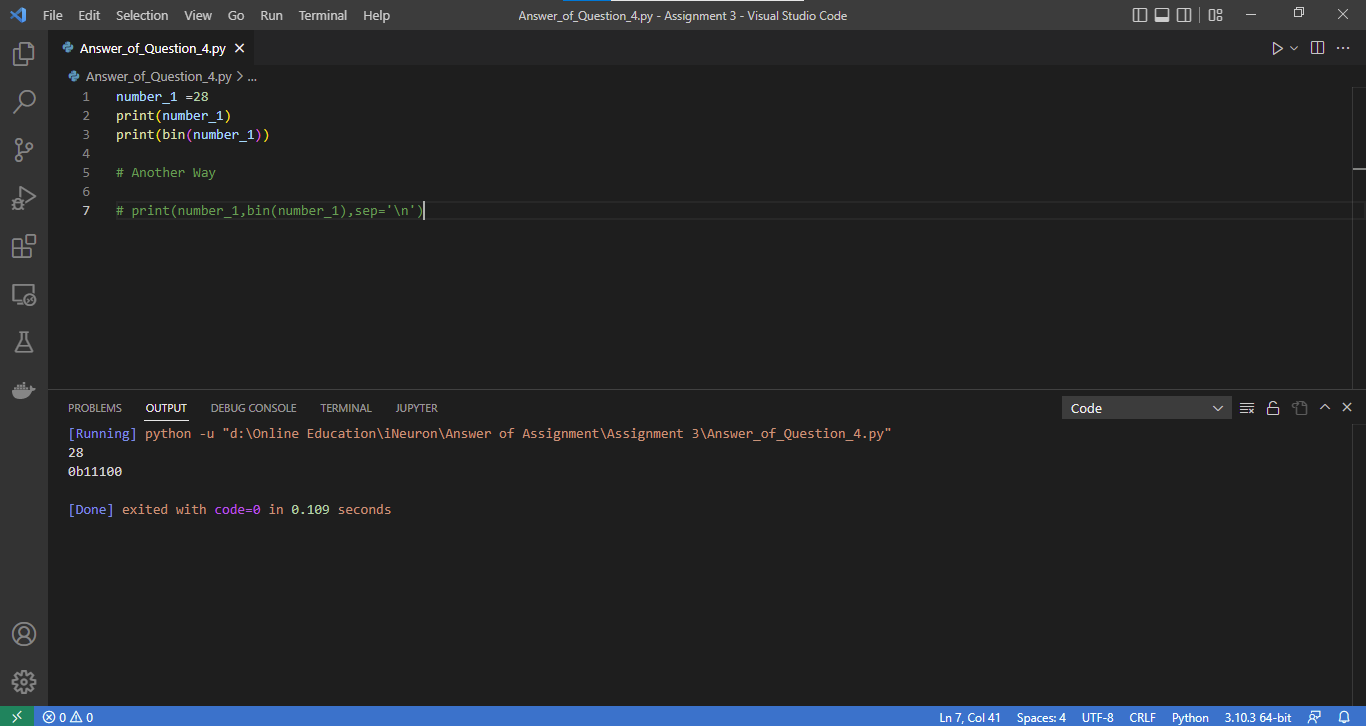 File Edit Selection View Go Run Terminal Help Answer_of_Question_4.py - Assignment 3 - Visual Studio Code
Answer_of_Question_4.py
Answer_of_Question_4.py > ...
1 number_1 =28
2 print(number_1)
3 print(bin(number_1))
4
5 # Another Way
6
7 # print(number_1,bin(number_1),sep='\n')
PROBLEMS OUTPUT DEBUG CONSOLE TERMINAL JUPYTER Code
[Running] python -u "d:\Online Education\iNeuron\Answer of Assignment\Assignment 3\Answer_of_Question_4.py"
28
0b11100
[Done] exited with code=0 in 0.109 seconds
0 0 Ln 7, Col 41 Spaces: 4 UTF-8 CRLF Python 3.10.3 64-bit